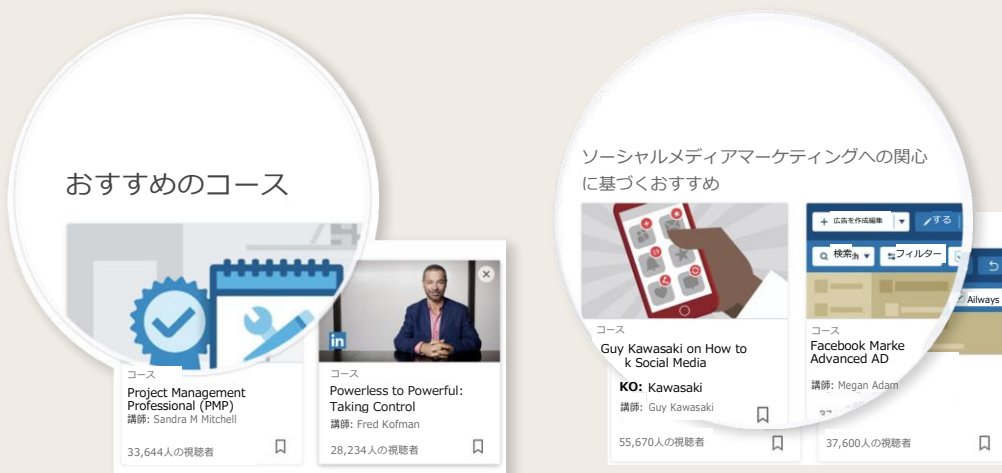 おすすめのコース
コース
Project Management
Professional (PMP)
講師: Sandra M Mitchell
33,644人の視聴者
in
コース
Powerless to Powerful:
Taking Control
講師: Fred Kofman
28,234人の視聴者
ソーシャルメディアマーケティングへの関心
に基づくおすすめ
コース
Guy Kawasaki on How to
k Social Media
KO: Kawasaki
講師: Guy Kawasaki
55,670人の視聴者
+ 広告を作成編集
する
検索
フィルター
Ailways
コース
Facebook Marke
Advanced AD
講師: Megan Adam
37,600人の視聴者